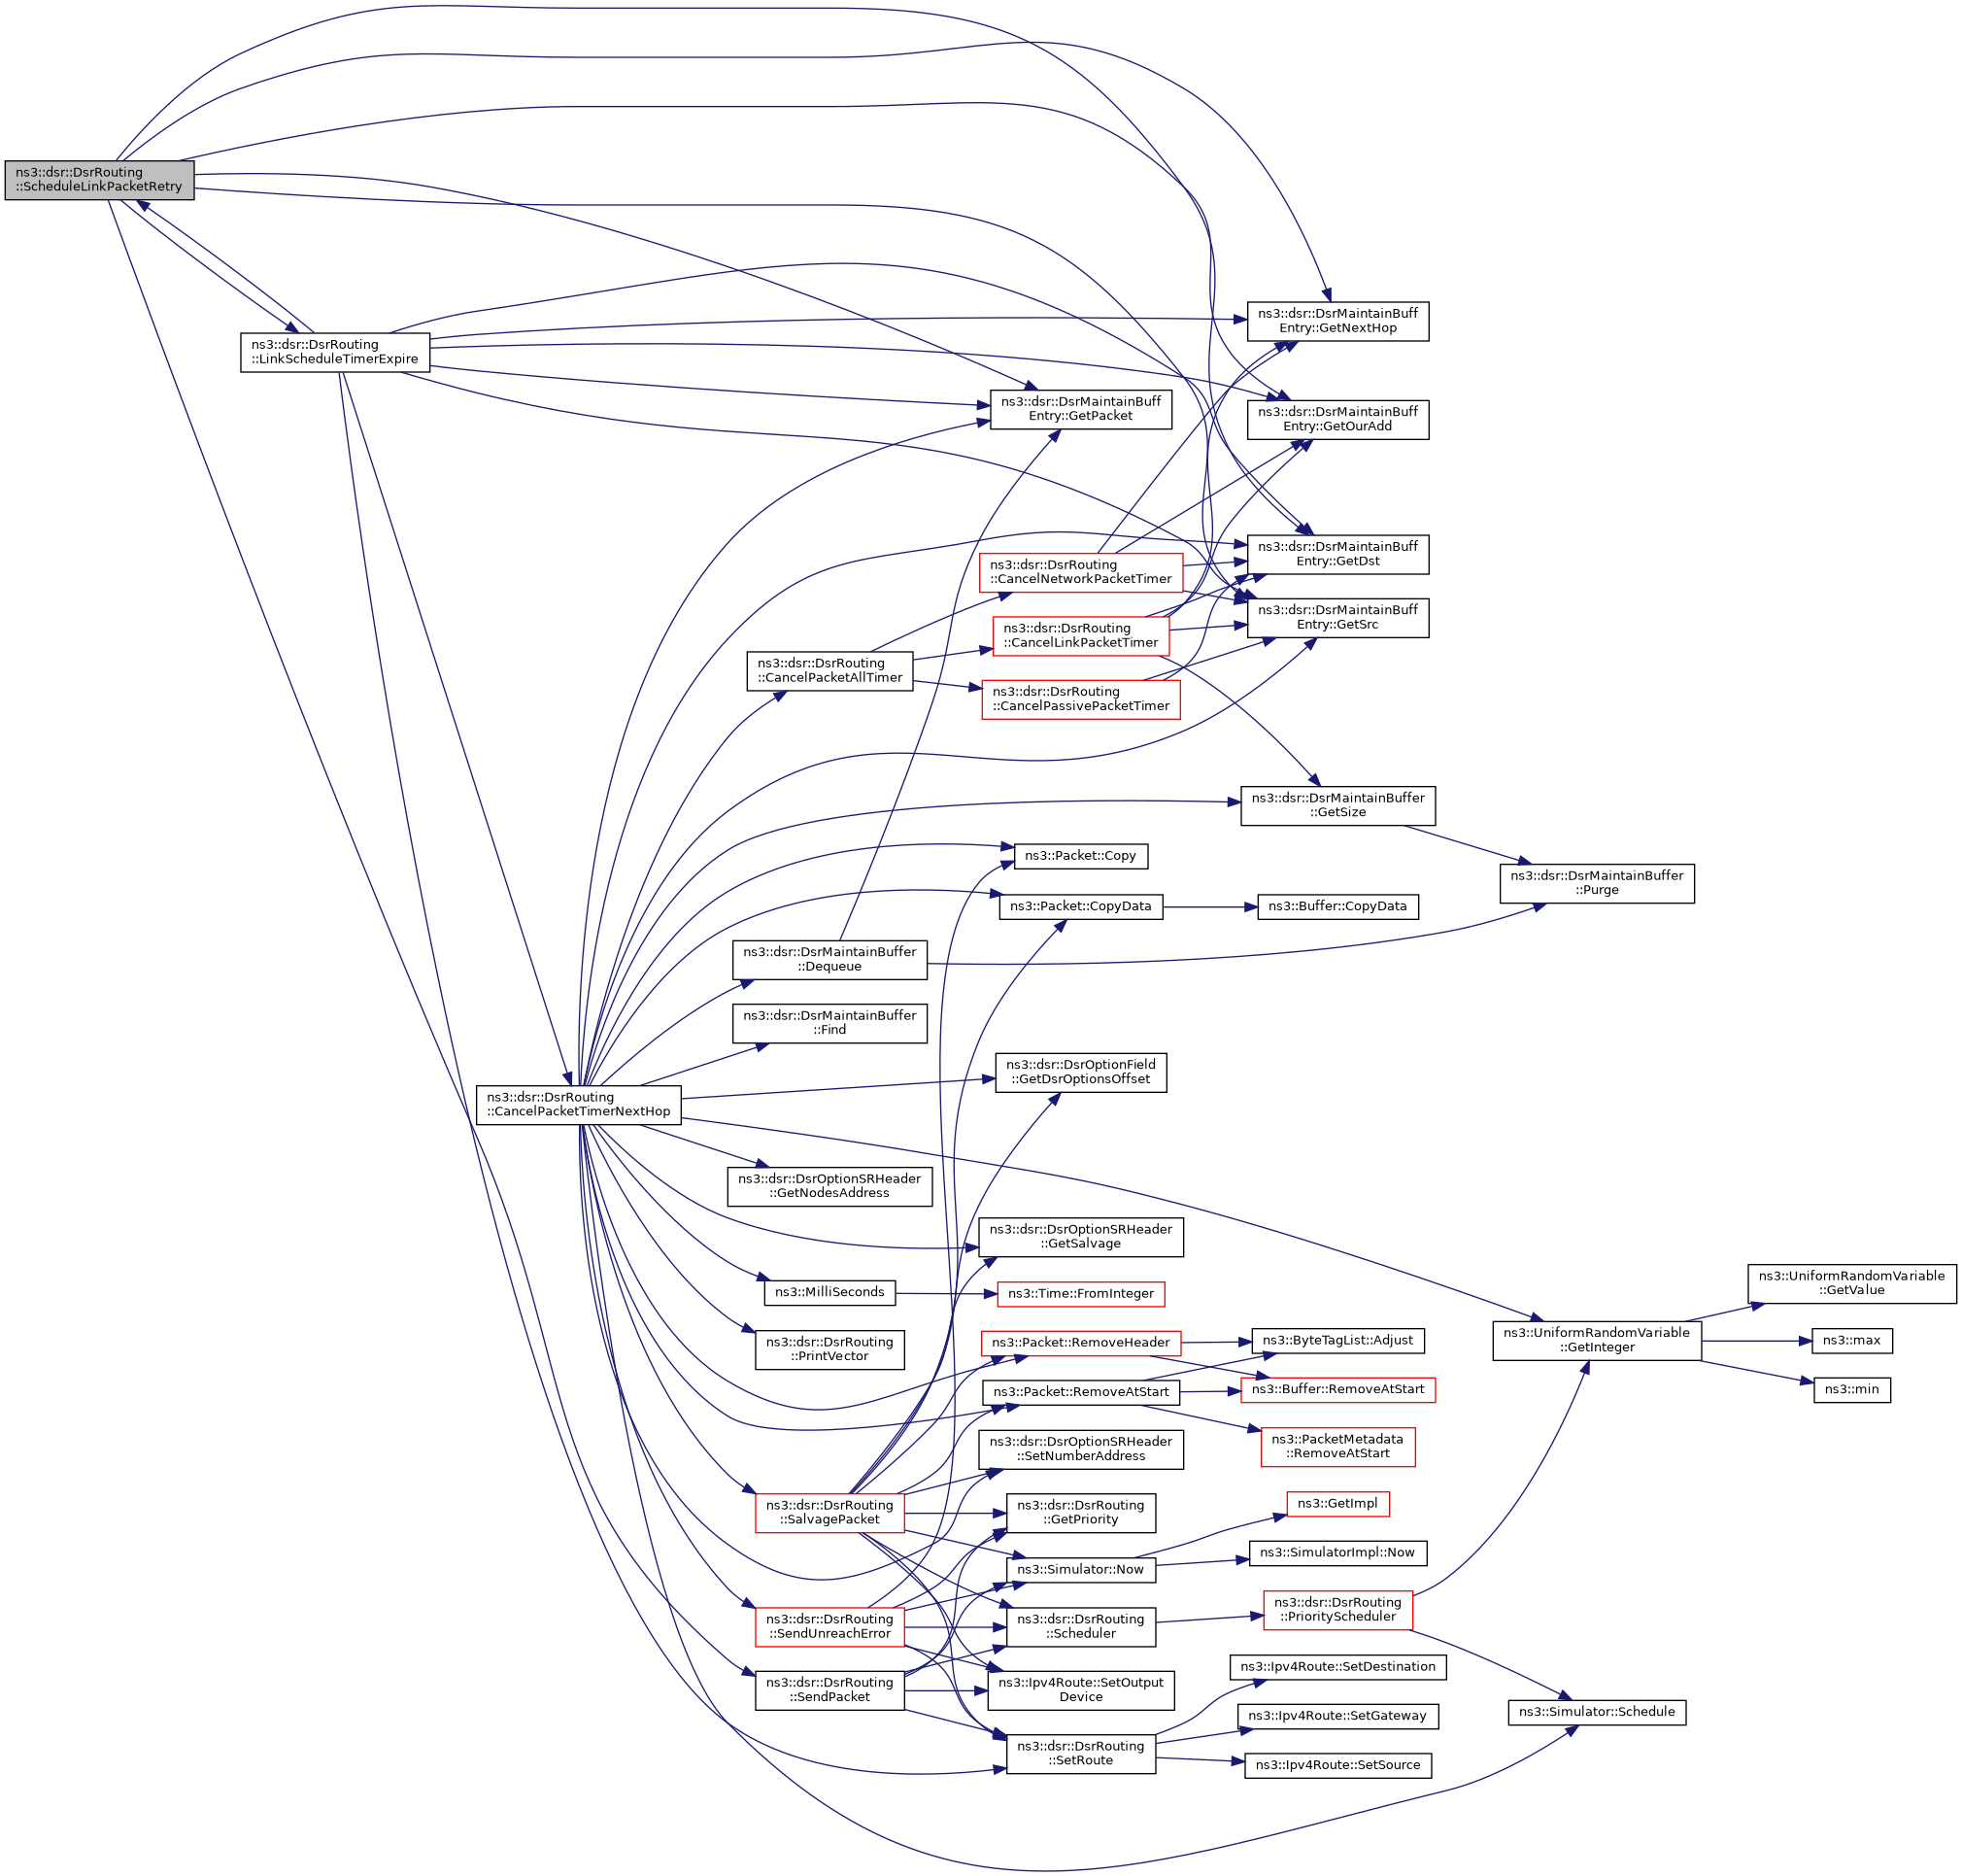 ns3::dsr::DsrRouting
::ScheduleLinkPacketRetry
ns3::dsr::DsrRouting
::LinkScheduleTimerExpire
ns3::dsr::DsrRouting
::CancelPacketTimerNextHop
ns3::dsr::DsrRouting
::CancelPacketAllTimer
ns3::dsr::DsrMaintainBuffer
::Dequeue
ns3::dsr::DsrMaintainBuffer
::Find
ns3::dsr::DsrOptionSRHeader
::GetNodesAddress
ns3::MilliSeconds
ns3::dsr::DsrRouting
::PrintVector
ns3::dsr::DsrRouting
::SalvagePacket
ns3::dsr::DsrRouting
::SendUnreachError
ns3::dsr::DsrRouting
::SendPacket
ns3::dsr::DsrMaintainBuff
Entry::GetPacket
ns3::dsr::DsrRouting
::CancelNetworkPacketTimer
ns3::dsr::DsrRouting
::CancelLinkPacketTimer
ns3::dsr::DsrRouting
::CancelPassivePacketTimer
ns3::Packet::Copy
ns3::Packet::CopyData
ns3::dsr::DsrOptionField
::GetDsrOptionsOffset
ns3::dsr::DsrOptionSRHeader
::GetSalvage
ns3::Time::FromInteger
ns3::Packet::RemoveHeader
ns3::Packet::RemoveAtStart
ns3::dsr::DsrOptionSRHeader
::SetNumberAddress
ns3::dsr::DsrRouting
::GetPriority
ns3::Simulator::Now
ns3::dsr::DsrRouting
::Scheduler
ns3::Ipv4Route::SetOutput
Device
ns3::dsr::DsrRouting
::SetRoute
ns3::dsr::DsrMaintainBuff
Entry::GetNextHop
ns3::dsr::DsrMaintainBuff
Entry::GetOurAdd
ns3::dsr::DsrMaintainBuff
Entry::GetDst
ns3::dsr::DsrMaintainBuff
Entry::GetSrc
ns3::dsr::DsrMaintainBuffer
::GetSize
ns3::Buffer::CopyData
ns3::ByteTagList::Adjust
ns3::Buffer::RemoveAtStart
ns3::PacketMetadata
::RemoveAtStart
ns3::GetImpl
ns3::SimulatorImpl::Now
ns3::dsr::DsrRouting
::PriorityScheduler
ns3::Ipv4Route::SetDestination
ns3::Ipv4Route::SetGateway
ns3::Ipv4Route::SetSource
ns3::dsr::DsrMaintainBuffer
::Purge
ns3::UniformRandomVariable
::GetInteger
ns3::Simulator::Schedule
ns3::UniformRandomVariable
::GetValue
ns3::max
ns3::min